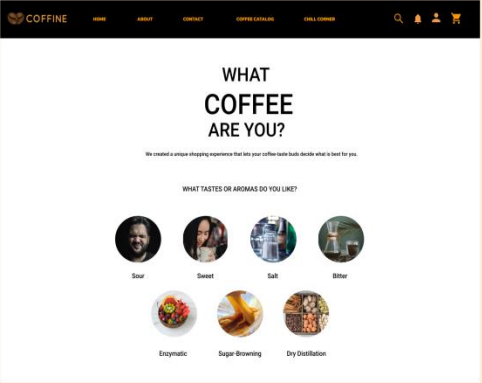 COFFINE HOME ABOUT CONTACT COFFEE CATALOG CHILL CORNER
WHAT
COFFEE
ARE YOU?
We created a unique shopping experience that lets your coffee-taste buds decide what is best for you.
WHAT TASTES OR AROMAS DO YOU LIKE?
Sour Sweet Salt Bitter
Enzymatic Sugar-Browning Dry Distillation